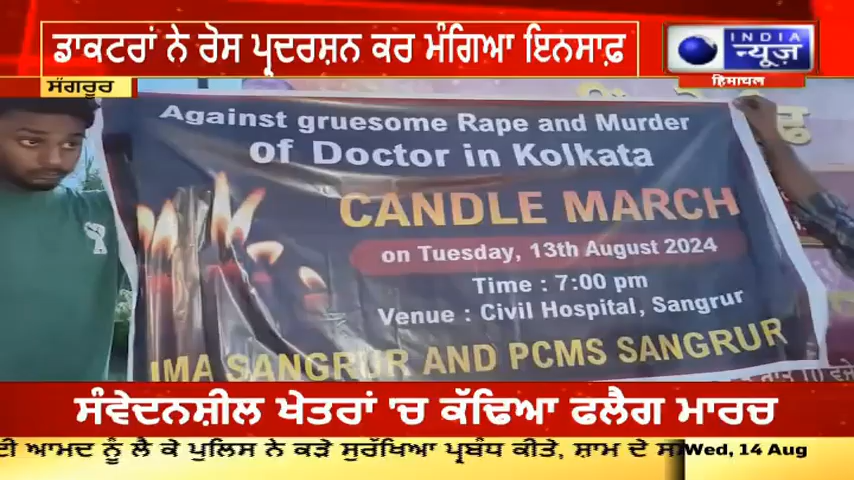 ਡਾਕਟਰਾਂ ਨੇ ਰੋਸ ਪ੍ਰਦਰਸ਼ਨ ਕਰ ਮੰਗਿਆ ਇਨਸਾਫ਼
INDIA
न्यूज़
हिमाचल
ਸੰਗਰੂਰ
Against gruesome Rape and Murder
of Doctor in Kolkata
CANDLE MARCH
on Tuesday, 13th August 2024
Time : 7:00 pm
Venue : Civil Hospital, Sangrur
IMA SANGRUR AND PCMS SANGRUR
ਸੰਵੇਦਨਸ਼ੀਲ ਖੇਤਰਾਂ 'ਚ ਕੱਢਿਆ ਫਲੈਗ ਮਾਰਚ
ਆਮਦ ਨੂੰ ਲੈ ਕੇ ਪੁਲਿਸ ਨੇ ਕੜੇ ਸੁਰੱਖਿਆ ਪ੍ਰਬੰਧ ਕੀਤੇ, ਸ਼ਾਮ ਦੇ
Wed, 14 Aug